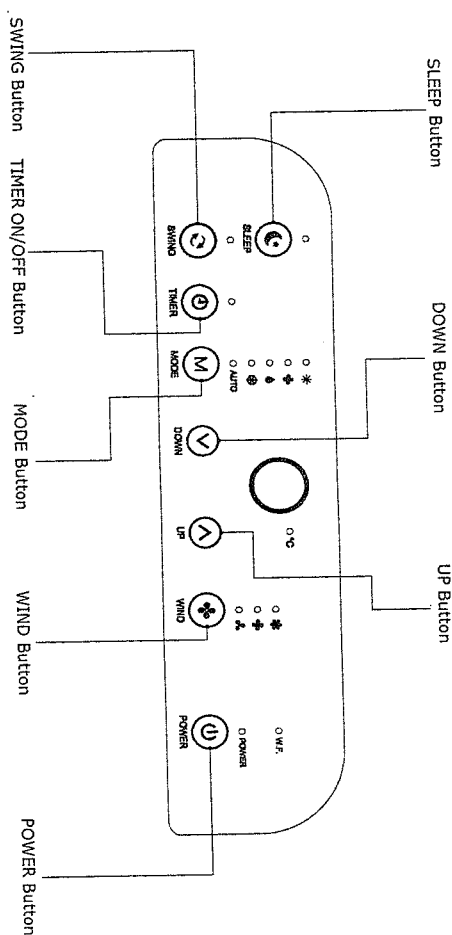 SLEEP Button
DOWN Button
UP Button
SLEEP
°C
W.F.
AUTO
POWER
SWING
TIMER
M
MODE
DOWN
UP
WIND
POWER
SWING Button
TIMER ON/OFF Button
MODE Button
WIND Button
POWER Button